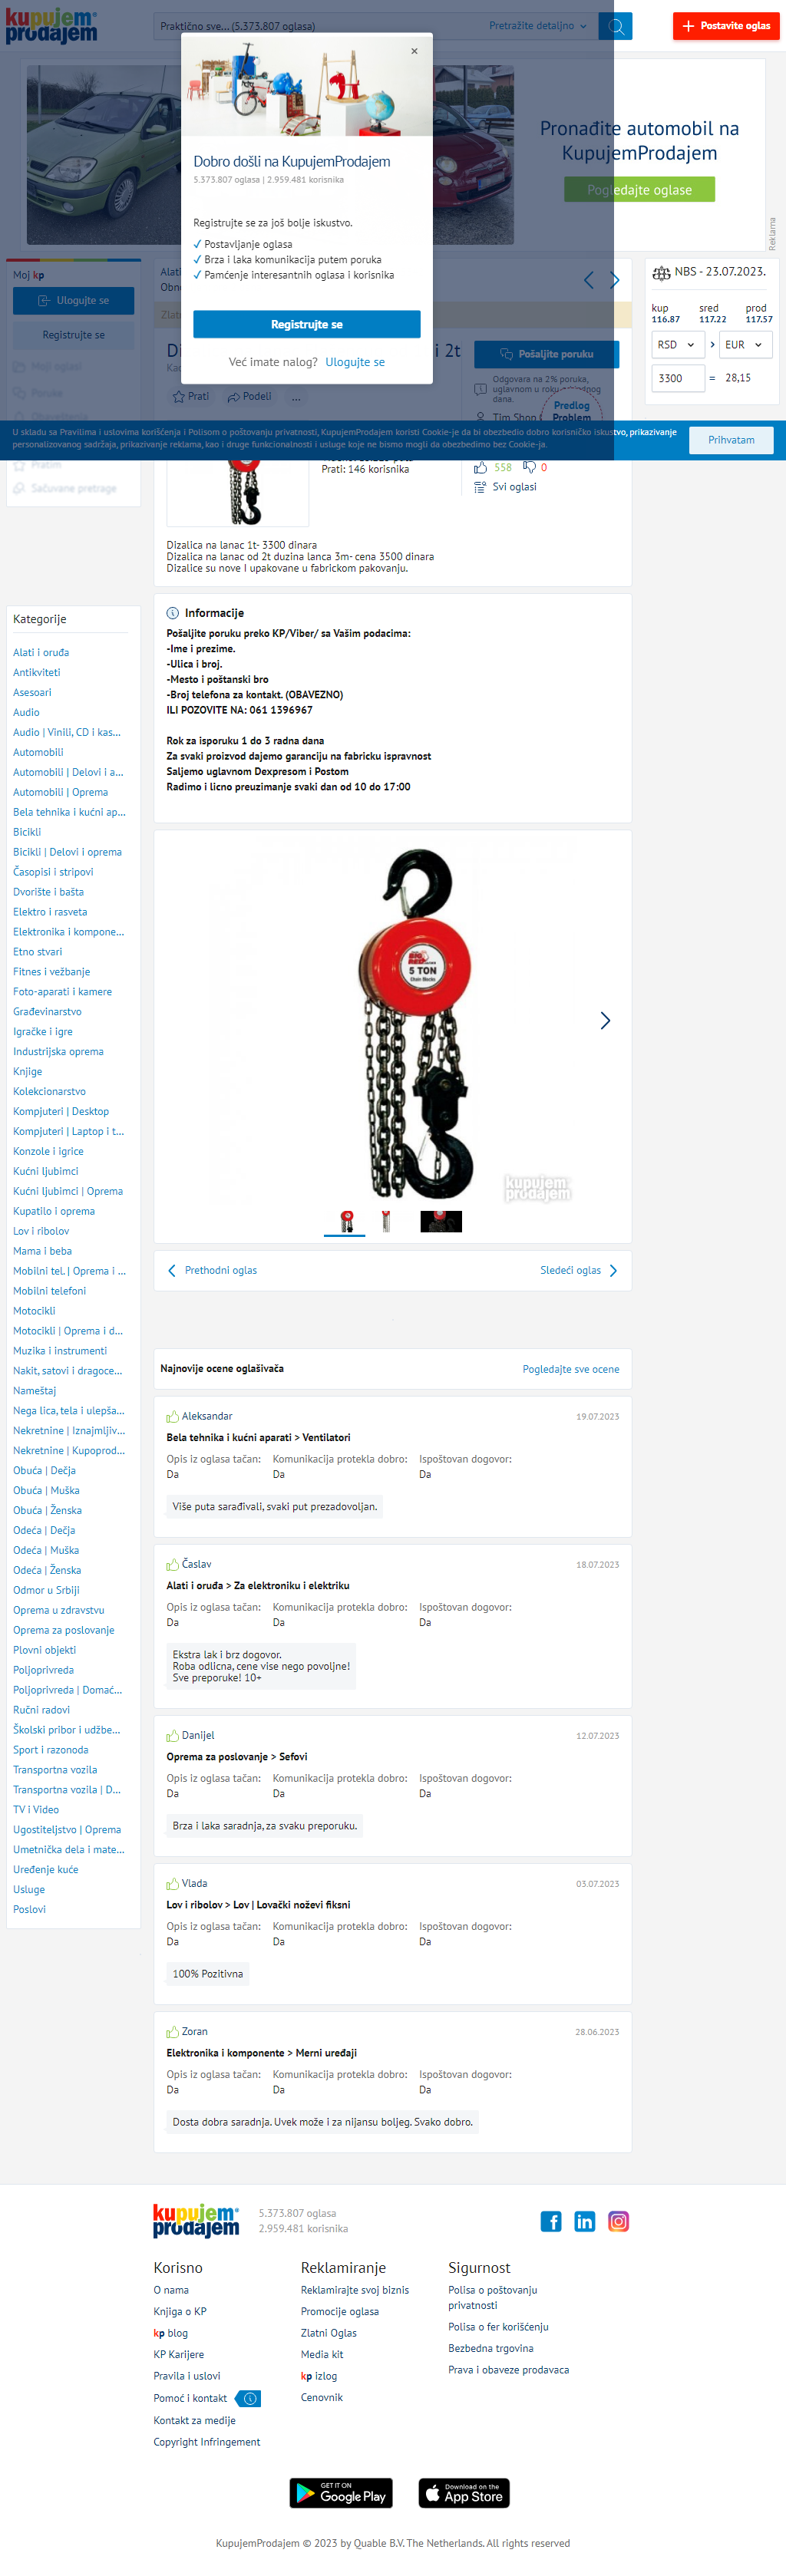 kupujem
prodajem
Praktično sve... (5.373.807 oglasa)
Pretražite detaljno
Postavite oglas
Pronađite automobil na
KupujemProdajem
Pogledajte oglase
Reklama
Dobro došli na KupujemProdajem
5.373.807 oglasa | 2.959.481 korisnika
Registrujte se za još bolje iskustvo.
✓ Postavljanje oglasa
✓ Brza i laka komunikacija putem poruka
✓ Pamćenje interesantnih oglasa i korisnika
Registrujte se
Već imate nalog? Ulogujte se
Moj kp
Ulogujte se
Registrujte se
Moji oglasi
Poruke
Obaveštenja
Pratim
Sačuvane pretrage
Alati
i 2t
Prati
Podeli
...
Pošaljite poruku
Odgovara na 2% poruka,
Tim Shop
Predlog
Problem
NBS - 23.07.2023.
kup sred prod
116.87 117.22 117.57
RSD EUR
3300 = 28,15
U skladu sa Pravilima i uslovima korišćenja i Polisom o poštovanju privatnosti, KupujemProdajem koristi Cookie-je da bi obezbedio dobro korisničko iskustvo, prikazivanje
personalizovanog sadržaja, prikazivanje reklama, kao i druge funkcionalnosti i usluge koje ne bismo mogli da obezbedimo bez Cookie-ja.
Prihvatam
Prati: 146 korisnika
558 0
Svi oglasi
Dizalica na lanac 1t- 3300 dinara
Dizalica na lanac od 2t duzina lanca 3m- cena 3500 dinara
Dizalice su nove I upakovane u fabrickom pakovanju.
Informacije
Pošaljite poruku preko KP/Viber/ sa Vašim podacima:
-Ime i prezime.
-Ulica i broj.
-Mesto i poštanski bro
-Broj telefona za kontakt. (OBAVEZNO)
ILI POZOVITE NA: 061 1396967
Rok za isporuku 1 do 3 radna dana
Za svaki proizvod dajemo garanciju na fabricku ispravnost
Saljemo uglavnom Dexpresom i Postom
Radimo i licno preuzimanje svaki dan od 10 do 17:00
Kategorije
Alati i oruđa
Antikviteti
Asesoari
Audio
Audio | Vinili, CD i kas...
Automobili
Automobili | Delovi i a...
Automobili | Oprema
Bela tehnika i kućni ap...
Bicikli
Bicikli | Delovi i oprema
Časopisi i stripovi
Dvorište i bašta
Elektro i rasveta
Elektronika i kompone...
Etno stvari
Fitnes i vežbanje
Foto-aparati i kamere
Građevinarstvo
Igračke i igre
Industrijska oprema
Knjige
Kolekcionarstvo
Kompjuteri | Desktop
Kompjuteri | Laptop i t...
Konzole i igrice
Kućni ljubimci
Kućni ljubimci | Oprema
Kupatilo i oprema
Lov i ribolov
Mama i beba
Mobilni tel. | Oprema i ...
Mobilni telefoni
Motocikli
Motocikli | Oprema i d...
Muzika i instrumenti
Nakit, satovi i dragoce...
Nameštaj
Nega lica, tela i ulepša...
Nekretnine | Iznajmljiv...
Nekretnine | Kupoprod...
Obuća | Dečja
Obuća | Muška
Obuća | Ženska
Odeća | Dečja
Odeća | Muška
Odeća | Ženska
Odmor u Srbiji
Oprema u zdravstvu
Oprema za poslovanje
Plovni objekti
Poljoprivreda
Poljoprivreda | Domać...
Ručni radovi
Školski pribor i udžbe...
Sport i razonoda
Transportna vozila
Transportna vozila | D...
TV i Video
Ugostiteljstvo | Oprema
Umetnička dela i mate...
Uređenje kuće
Usluge
Poslovi
BIG RED
5 TON
Chain Blocks
kupujem
prodajem
Prethodni oglas
Sledeći oglas
Najnovije ocene oglašivača
Pogledajte sve ocene
Aleksandar 19.07.2023
Bela tehnika i kućni aparati > Ventilatori
Opis iz oglasa tačan: Komunikacija protekla dobro: Ispoštovan dogovor:
Da Da Da
Više puta sarađivali, svaki put prezadovoljan.
Časlav 18.07.2023
Alati i oruđa > Za elektroniku i elektriku
Opis iz oglasa tačan: Komunikacija protekla dobro: Ispoštovan dogovor:
Da Da Da
Ekstra lak i brz dogovor.
Roba odlicna, cene vise nego povoljne!
Sve preporuke! 10+
Danijel 12.07.2023
Oprema za poslovanje > Sefovi
Opis iz oglasa tačan: Komunikacija protekla dobro: Ispoštovan dogovor:
Da Da Da
Brza i laka saradnja, za svaku preporuku.
Vlada 03.07.2023
Lov i ribolov > Lov | Lovački noževi fiksni
Opis iz oglasa tačan: Komunikacija protekla dobro: Ispoštovan dogovor:
Da Da Da
100% Pozitivna
Zoran 28.06.2023
Elektronika i komponente > Merni uređaji
Opis iz oglasa tačan: Komunikacija protekla dobro: Ispoštovan dogovor:
Da Da Da
Dosta dobra saradnja. Uvek može i za nijansu boljeg. Svako dobro.
kupujem
prodajem
5.373.807 oglasa
2.959.481 korisnika
Korisno
O nama
Knjiga o KP
kp blog
KP Karijere
Pravila i uslovi
Pomoć i kontakt
Kontakt za medije
Copyright Infringement
Reklamiranje
Reklamirajte svoj biznis
Promocije oglasa
Zlatni Oglas
Media kit
kp izlog
Cenovnik
Sigurnost
Polisa o poštovanju
privatnosti
Polisa o fer korišćenju
Bezbedna trgovina
Prava i obaveze prodavaca
GET IT ON
Google Play
Download on the
App Store
KupujemProdajem © 2023 by Quable B.V. The Netherlands. All rights reserved